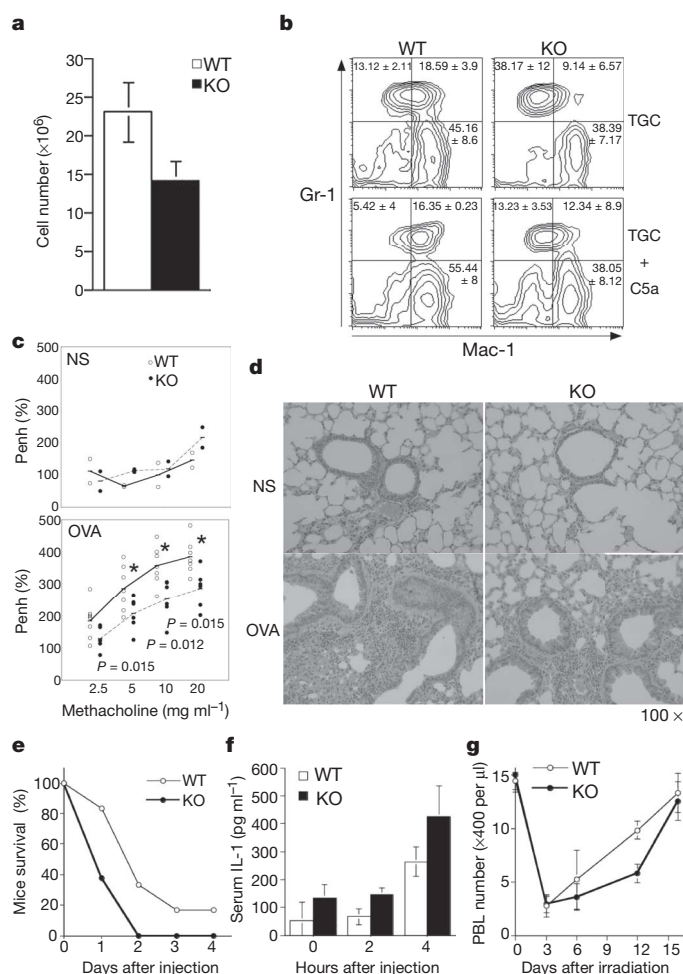 a
WT
KO
Cell number (×10⁶)
30
25
20
15
10
5
0
b
WT
KO
13.12 ± 2.11
18.59 ± 3.9
45.16
± 8.6
38.17 ± 12
9.14 ± 6.57
38.39
± 7.17
TGC
Gr-1
5.42 ± 4
16.35 ± 0.23
55.44
± 8
13.23 ± 3.53
12.34 ± 8.9
38.05
± 8.12
TGC
+
C5a
Mac-1
c
500
NS
WT
KO
400
300
200
100
0
Penh (%)
500
OVA
400
300
200
100
0
Penh (%)
*
*
*
P = 0.015
P = 0.012
P = 0.015
2.5
5
10
20
Methacholine (mg ml⁻¹)
d
WT
KO
NS
OVA
100 ×
e
WT
KO
Mice survival (%)
100
80
60
40
20
0
0
1
2
3
4
Days after injection
f
WT
KO
Serum IL-1 (pg ml⁻¹)
600
500
400
300
200
100
0
0
2
4
Hours after injection
g
WT
KO
PBL number (×400 per µl)
15
10
5
0
0
3
6
9
12
15
Days after irradiation